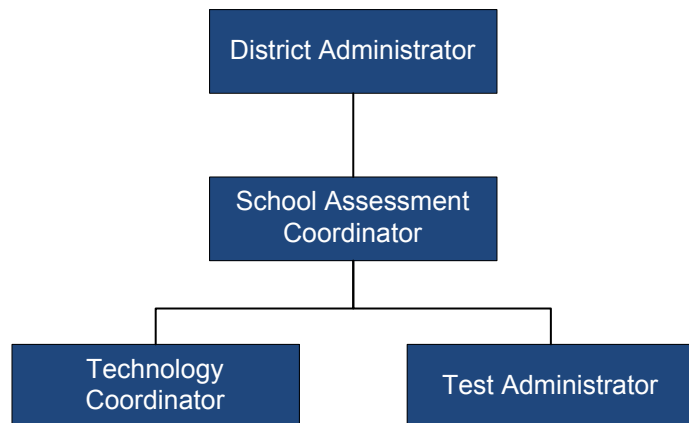 District Administrator
School Assessment
Coordinator
Technology
Coordinator
Test Administrator